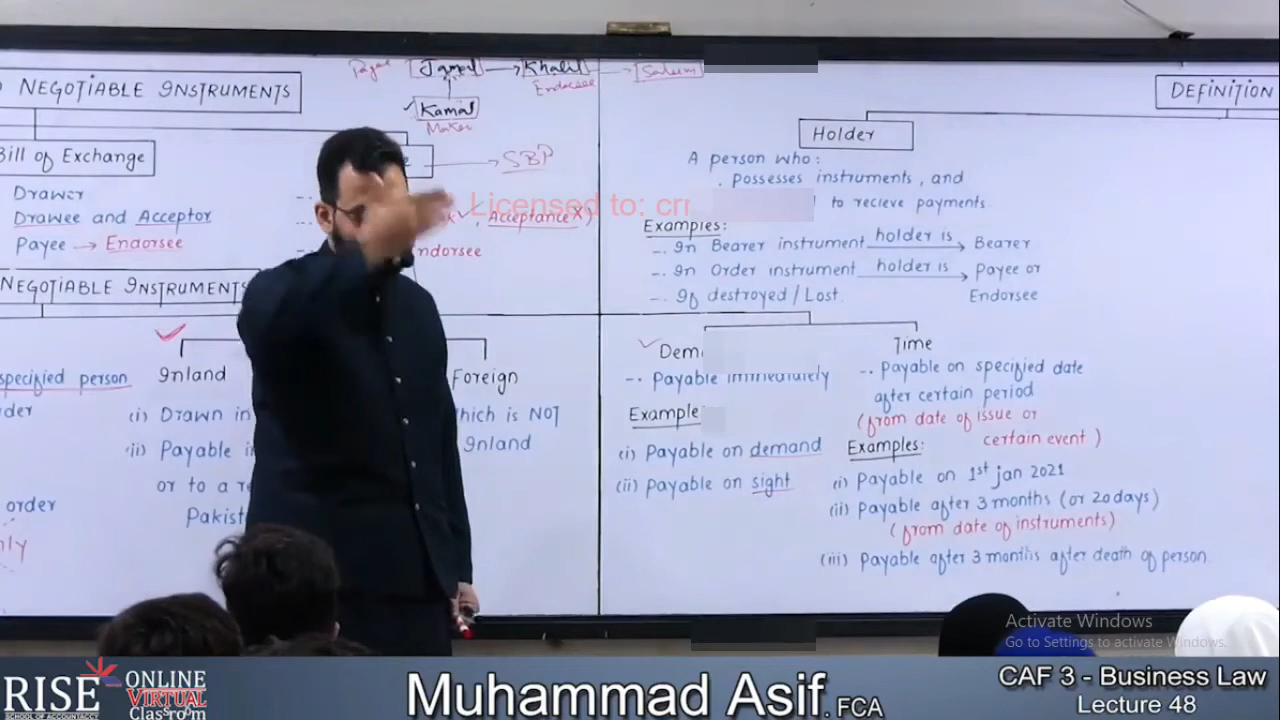 NEGOTIABLE INSTRUMENTS
Bill of Exchange
Drawer
Drawee and Acceptor
Payee → Endorsee
NEGOTIABLE INSTRUMENTS
specified person
order
Inland
(i) Drawn in
(ii) Payable
or to a
Pakist
Foreign
which is NOT
Inland
Payee
Jamal → Khalil → Saleem
Endorsee
Kamal
Maker
→ SBP
Acceptance X
Endorsee
Licensed to:
DEFINITION
Holder
A person who:
. Possesses instruments, and
to recieve payments.
Examples:
-. In Bearer instrument holder is → Bearer
-. In Order instrument holder is → Payee or
Endorsee
-. If destroyed / Lost.
-. Payable immediately
Example
(i) Payable on demand
(ii) Payable on sight
Time
-. Payable on specified date
after certain period
(from date of issue or
certain event)
Examples:
(i) Payable on 1st jan 2021
(ii) Payable after 3 months (or 20 days)
(from date of instruments)
(iii) Payable after 3 months after death of person
Activate Windows
Go to Settings to activate Windows.
RISE
SCHOOL OF ACCOUNTANCY
ONLINE
VIRTUAL
Classroom
Muhammad Asif. FCA
CAF 3 - Business Law
Lecture 48